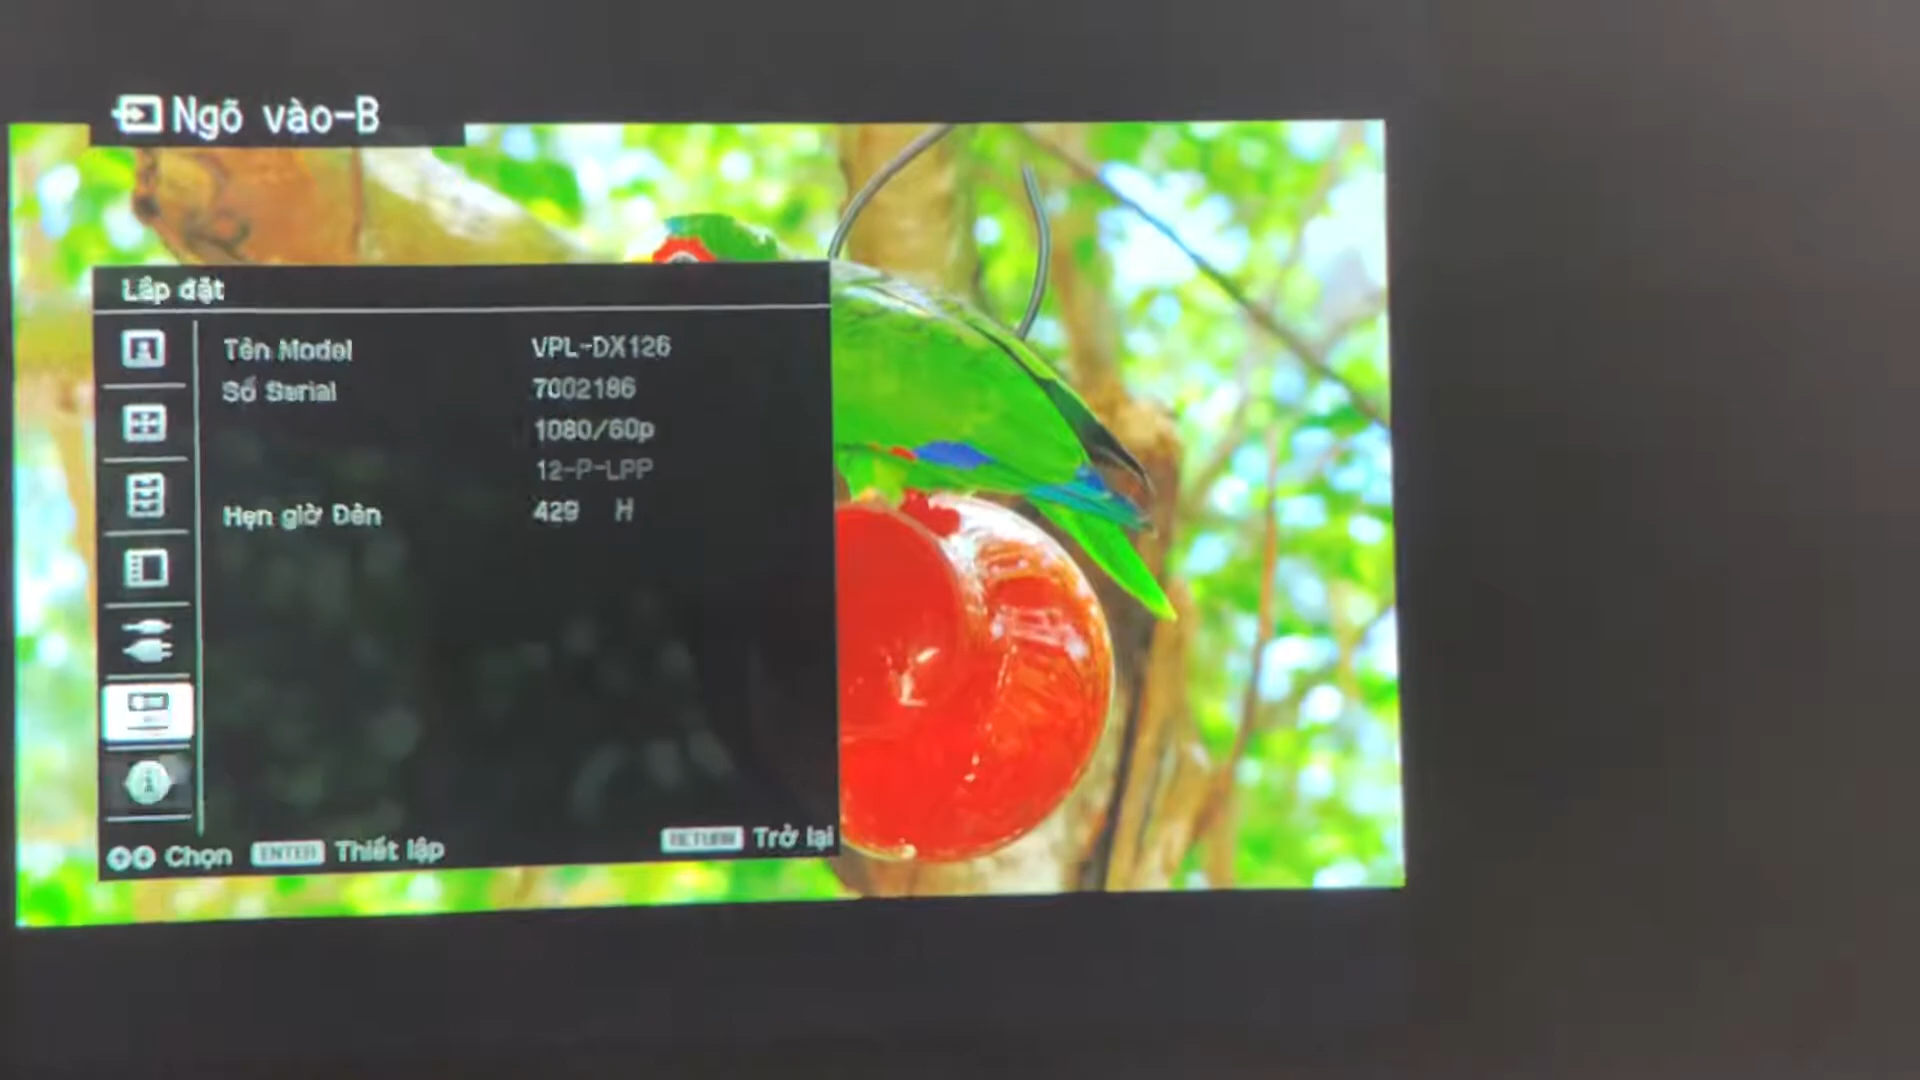 Ngõ vào-B
Lắp đặt
Tên Model VPL-DX126
Số Serial 7002186
1080/60p
12-P-LPP
Hẹn giờ Đèn 429 H
Chọn ENTER Thiết lập RETURN Trở lại